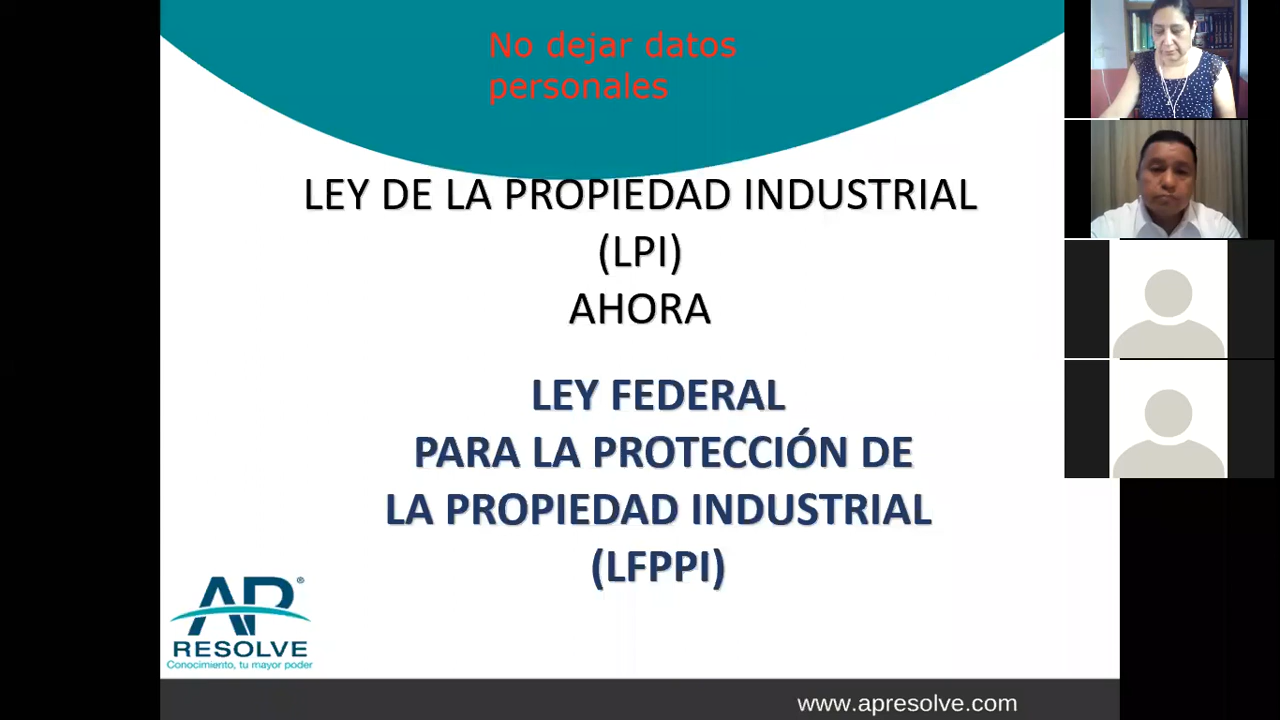 No dejar datos
personales
LEY DE LA PROPIEDAD INDUSTRIAL
(LPI)
AHORA
LEY FEDERAL
PARA LA PROTECCIÓN DE
LA PROPIEDAD INDUSTRIAL
(LFPPI)
AP®
RESOLVE
Conocimiento, tu mayor poder
www.apresolve.com